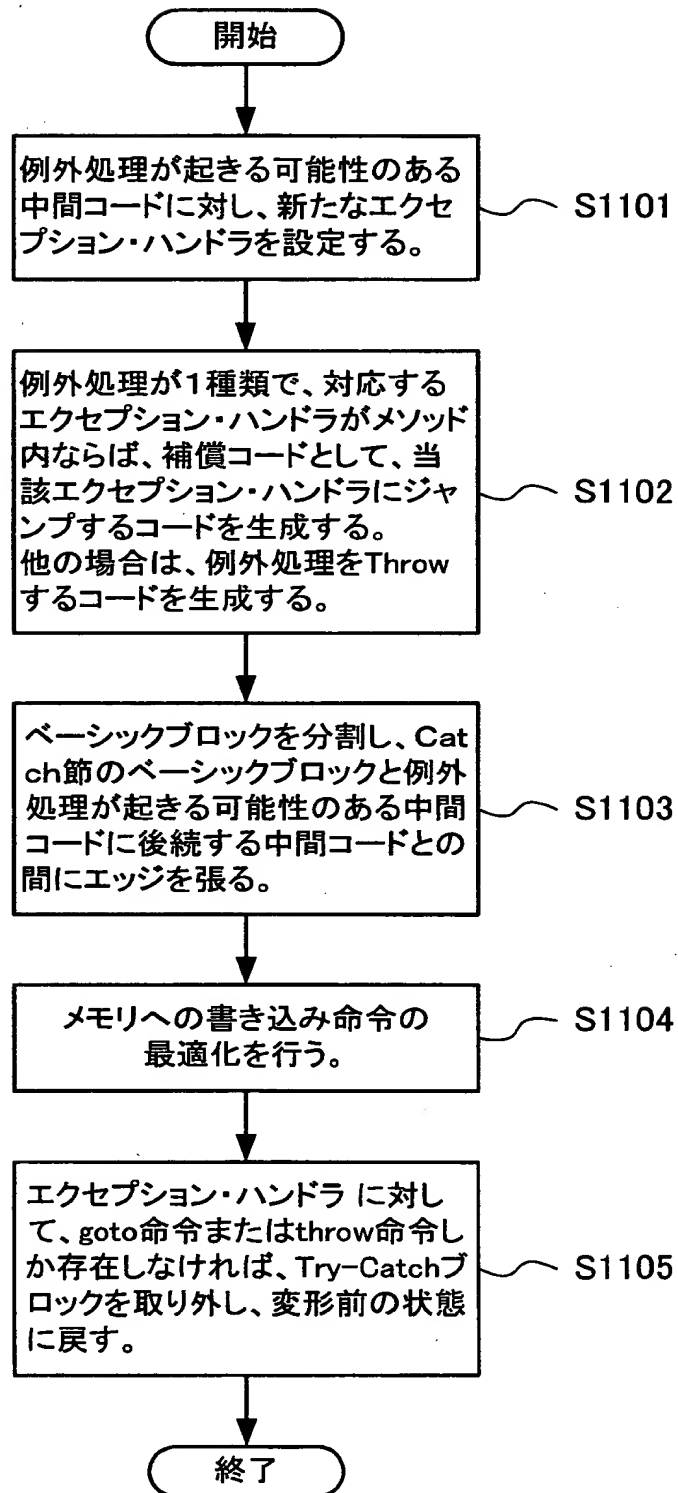 開始
例外処理が起きる可能性のある
中間コードに対し、新たなエクセ
プション・ハンドラを設定する。
S1101
例外処理が1種類で、対応する
エクセプション・ハンドラがメソッド
内ならば、補償コードとして、当
該エクセプション・ハンドラにジャ
ンプするコードを生成する。
他の場合は、例外処理をThrow
するコードを生成する。
S1102
ベーシックブロックを分割し、Cat
ch節のベーシックブロックと例外
処理が起きる可能性のある中間
コードに後続する中間コードとの
間にエッジを張る。
S1103
メモリへの書き込み命令の
最適化を行う。
S1104
エクセプション・ハンドラ に対し
て、goto命令またはthrow命令し
か存在しなければ、Try-Catchブ
ロックを取り外し、変形前の状態
に戻す。
S1105
終了